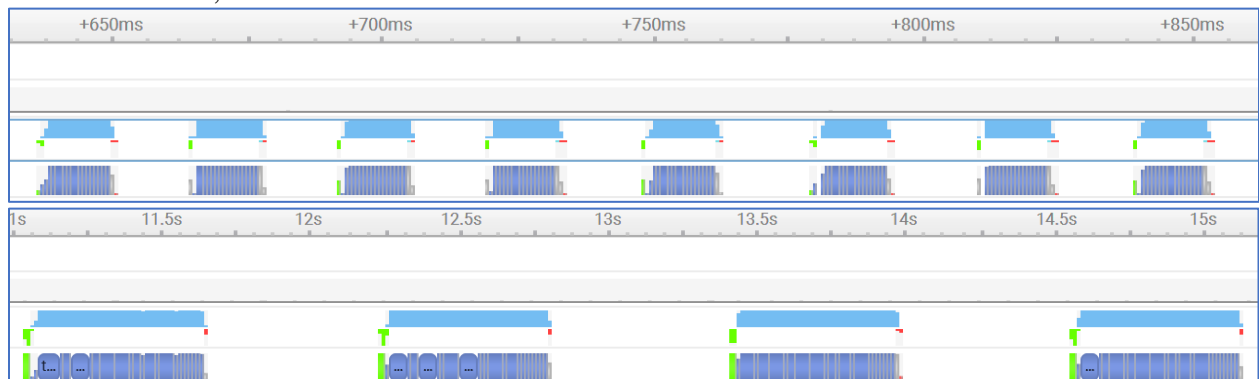 +650ms +700ms +750ms +800ms +850ms
1s 11.5s 12s 12.5s 13s 13.5s 14s 14.5s 15s
t... ... ... ... ... ...